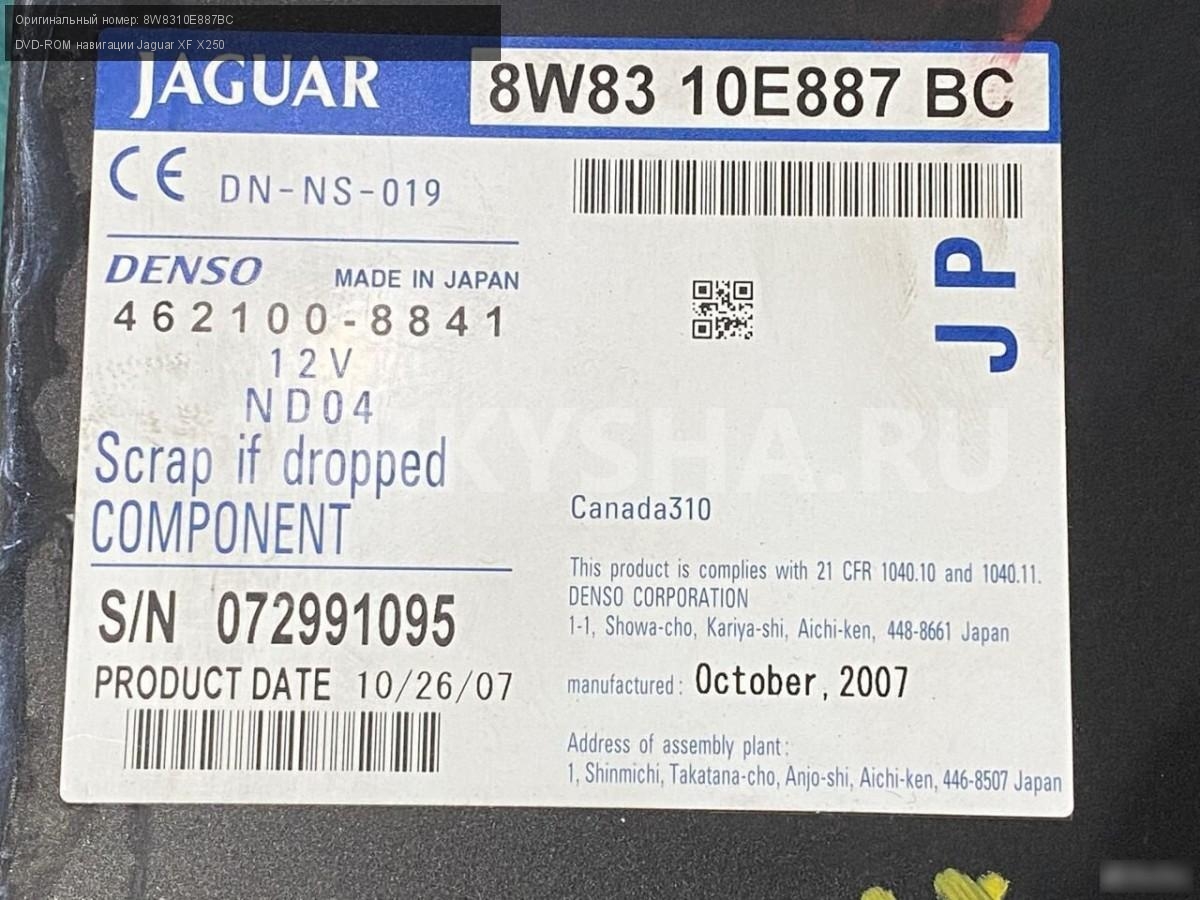 Оригинальный номер: 8W8310E887BC
DVD-ROM навигации Jaguar XF X250
JAGUAR
8W83 10E887 BC
CE DN-NS-019
DENSO MADE IN JAPAN
462100-8841
12V
ND04
Scrap if dropped
COMPONENT
S/N 072991095
PRODUCT DATE 10/26/07
JP
KYSHA.RU
Canada310
This product is complies with 21 CFR 1040.10 and 1040.11.
DENSO CORPORATION
1-1, Showa-cho, Kariya-shi, Aichi-ken, 448-8661 Japan
manufactured: October, 2007
Address of assembly plant:
1, Shinmichi, Takatana-cho, Anjo-shi, Aichi-ken, 446-8507 Japan